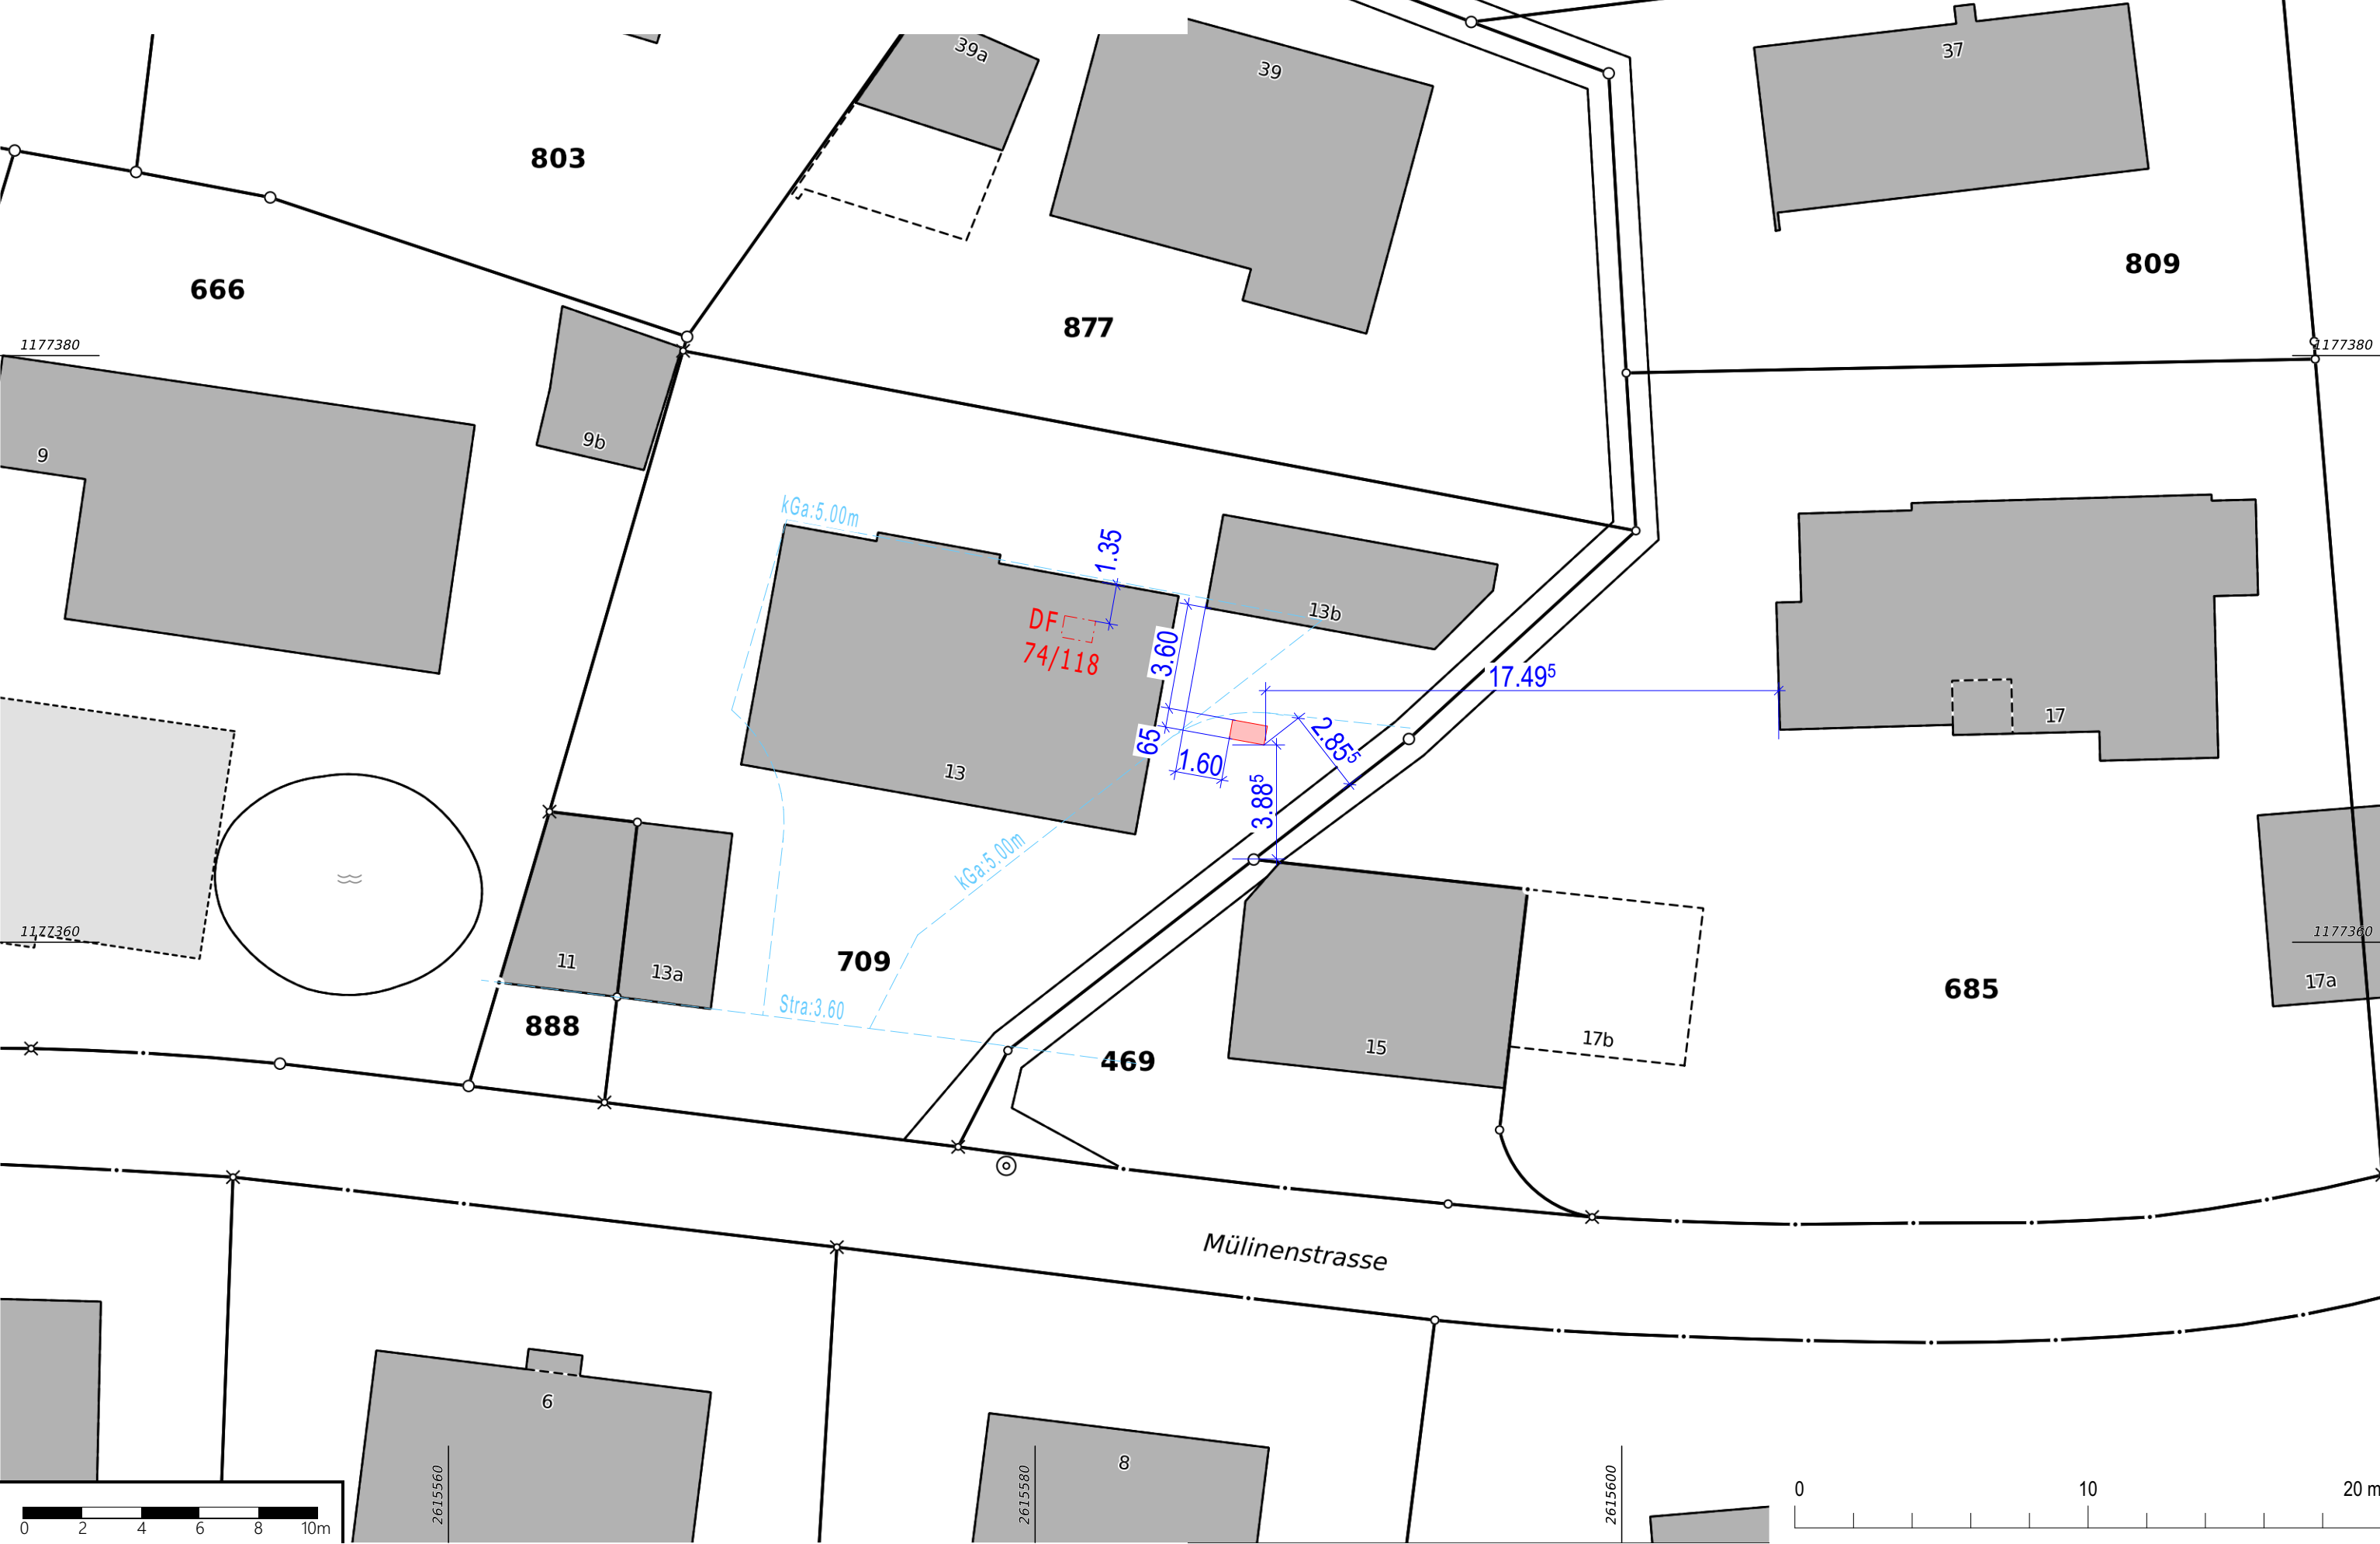 39a
39
37
803
809
666
877
1177380
1177380
9b
9
kGa:5.00m
1.35
13b
DF
74/118
3.60
17.49⁵
17
65
1.60
2.85⁵
13
3.88⁵
kGa:5.00m
1177360
1177360
11
13a
709
17a
685
Stra:3.60
888
17b
15
469
Mülinenstrasse
6
8
2615560
2615580
2615600
0 10 20 m
0 2 4 6 8 10m